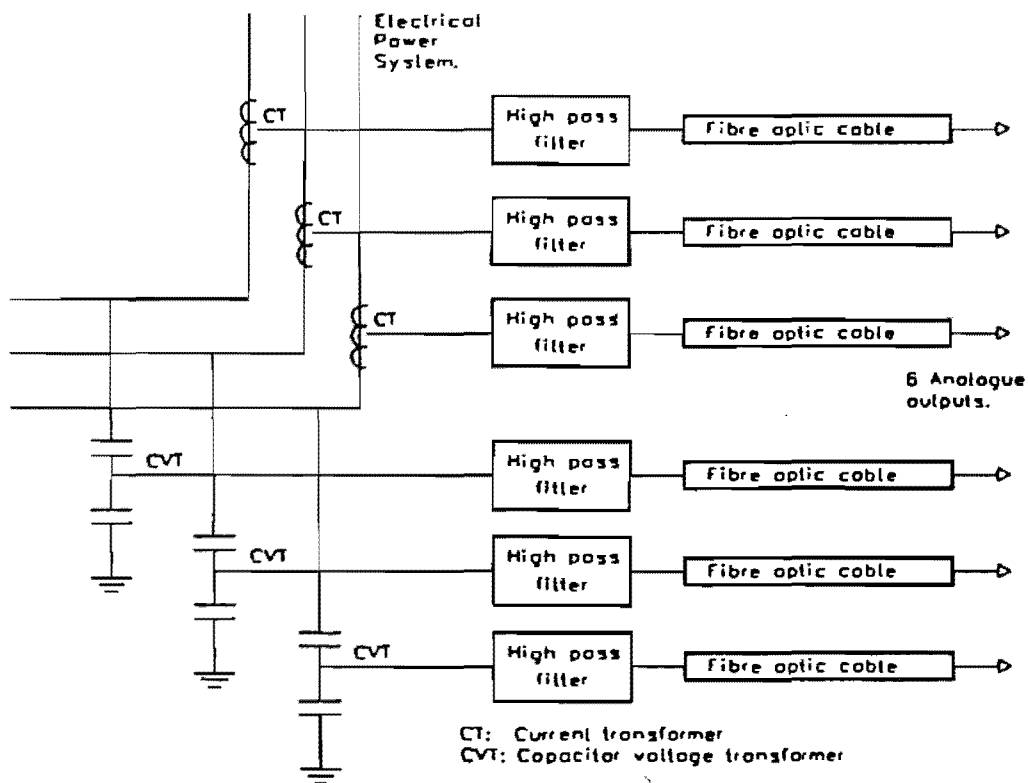 Electrical
Power
System.
CT
High pass
filter
Fibre optic cable
CT
High pass
filter
Fibre optic cable
CT
High pass
filter
Fibre optic cable
6 Analogue
outputs.
CVT
High pass
filter
Fibre optic cable
CVT
High pass
filter
Fibre optic cable
CVT
High pass
filter
Fibre optic cable
CT: Current transformer
CVT: Capacitor voltage transformer